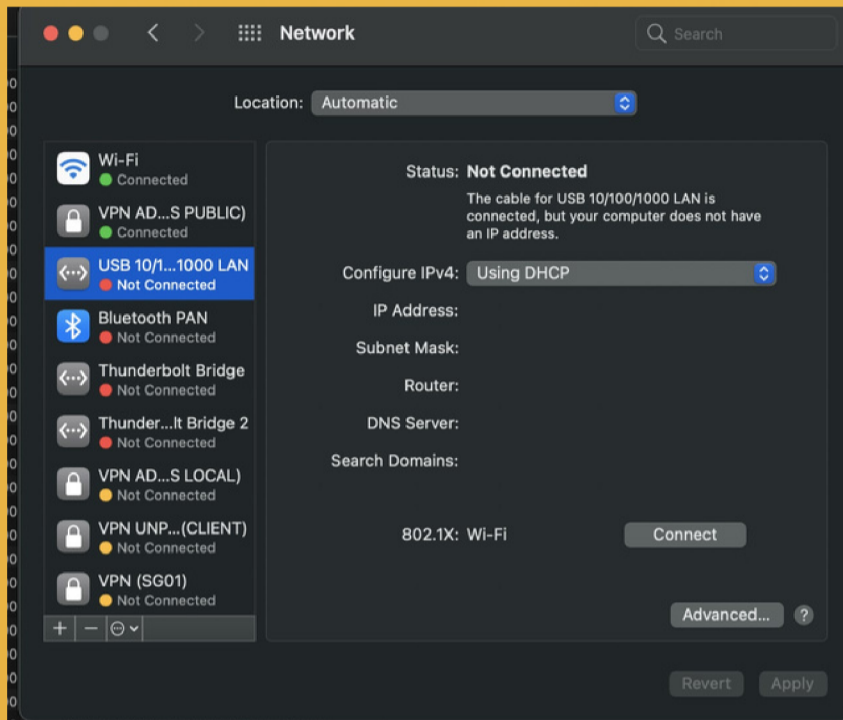 Network
Search
Location: Automatic
Wi-Fi
Connected
VPN AD...S PUBLIC)
Connected
USB 10/1...1000 LAN
Not Connected
Bluetooth PAN
Not Connected
Thunderbolt Bridge
Not Connected
Thunder...lt Bridge 2
Not Connected
VPN AD...S LOCAL)
Not Connected
VPN UNP...(CLIENT)
Not Connected
VPN (SG01)
Not Connected
Status: Not Connected
The cable for USB 10/100/1000 LAN is
connected, but your computer does not have
an IP address.
Configure IPv4: Using DHCP
IP Address:
Subnet Mask:
Router:
DNS Server:
Search Domains:
802.1X: Wi-Fi Connect
Advanced... ?
Revert Apply